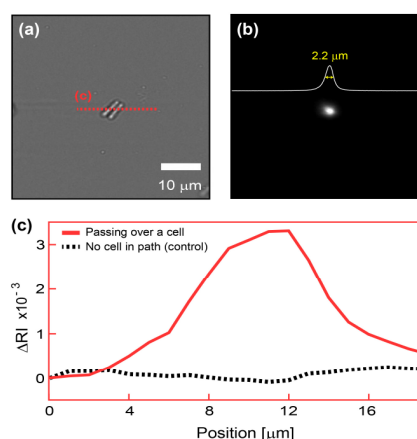 (a)
(c)
10 µm
(b)
2.2 µm
(c)
Passing over a cell
No cell in path (control)
ΔRI x10⁻³
3
2
1
0
0
4
8
12
16
Position [µm]